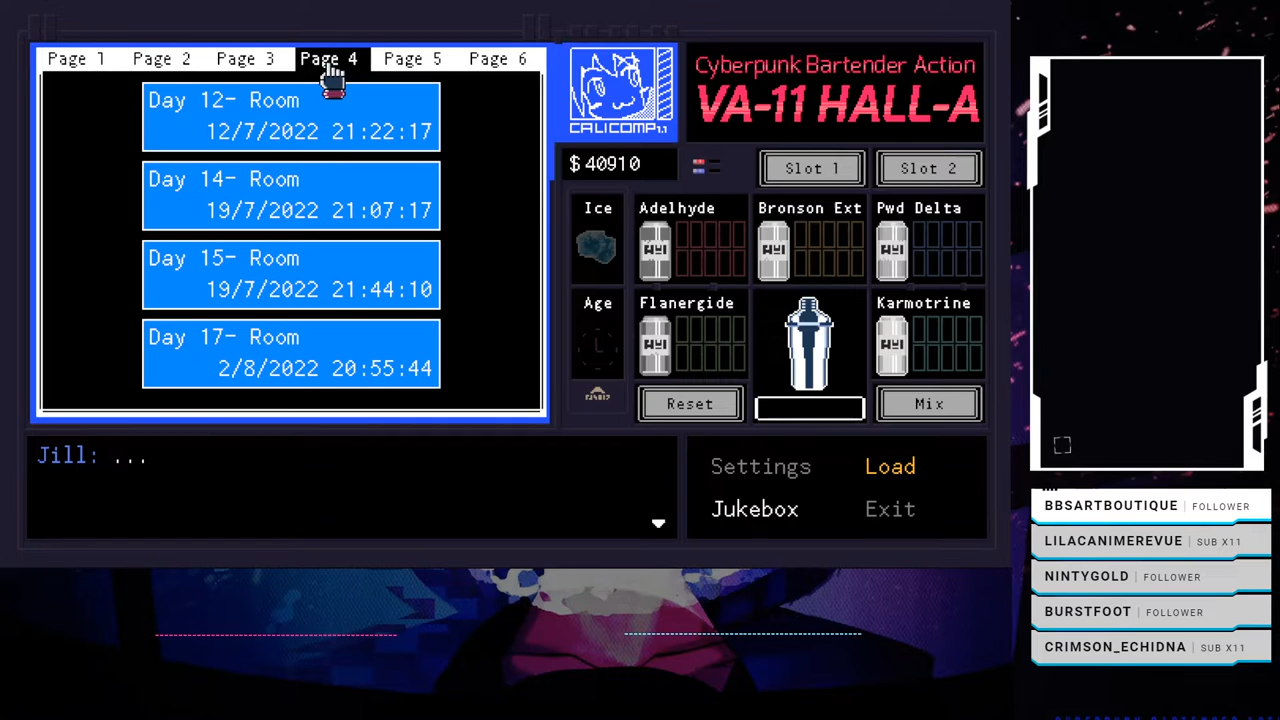 Page 1 Page 2 Page 3 Page 4 Page 5 Page 6
Day 12- Room
12/7/2022 21:22:17
Day 14- Room
19/7/2022 21:07:17
Day 15- Room
19/7/2022 21:44:10
Day 17- Room
2/8/2022 20:55:44
CALICOMP1.1
Cyberpunk Bartender Action
VA-11 HALL-A
$ 40910
Slot 1 Slot 2
Ice Adelhyde Bronson Ext Pwd Delta
Age Flanergide Karmotrine
Reset Mix
Jill: ...
Settings Load
Jukebox Exit
BBSARTBOUTIQUE | FOLLOWER
LILACANIMEREVUE | SUB X11
NINTYGOLD | FOLLOWER
BURSTFOOT | FOLLOWER
CRIMSON_ECHIDNA | SUB X11